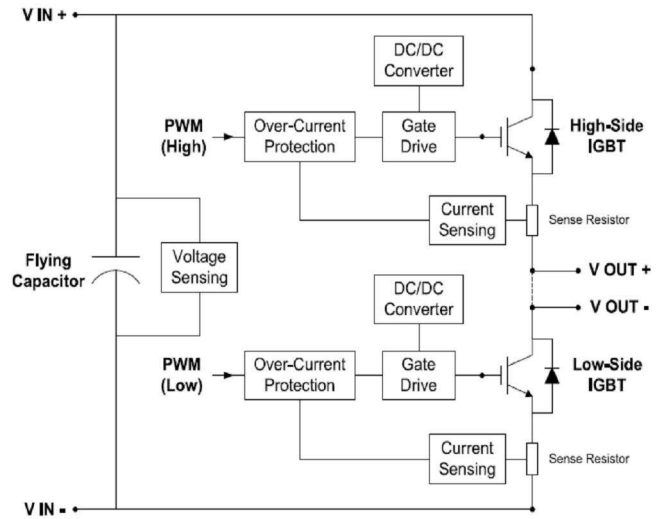 V IN +
DC/DC
Converter
PWM
(High)
Over-Current
Protection
Gate
Drive
High-Side
IGBT
Current
Sensing
Sense Resistor
Flying
Capacitor
Voltage
Sensing
V OUT +
V OUT -
DC/DC
Converter
PWM
(Low)
Over-Current
Protection
Gate
Drive
Low-Side
IGBT
Current
Sensing
Sense Resistor
V IN -